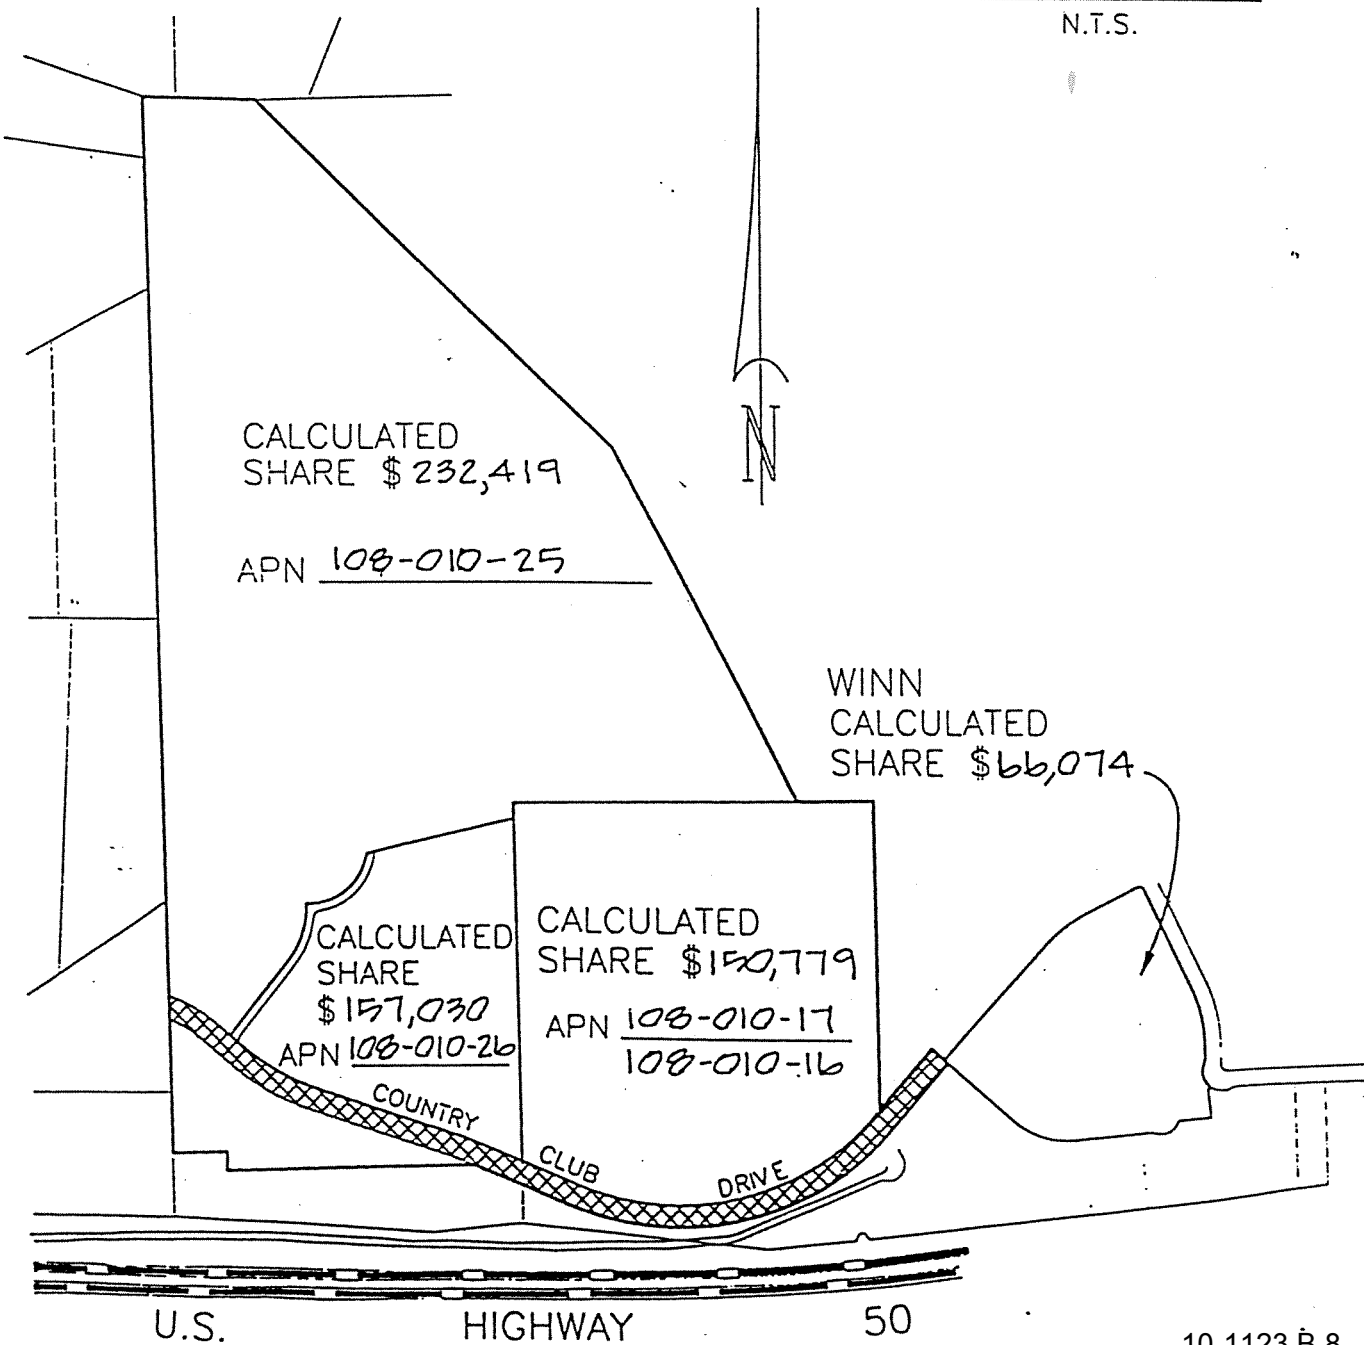 N.T.S.
N
CALCULATED
SHARE $232,419
APN 108-010-25
WINN
CALCULATED
SHARE $66,074
CALCULATED
SHARE
$157,030
APN 108-010-26
CALCULATED
SHARE $150,779
APN 108-010-17
108-010-16
COUNTRY
CLUB
DRIVE
U.S. HIGHWAY 50
10-1123 B 8